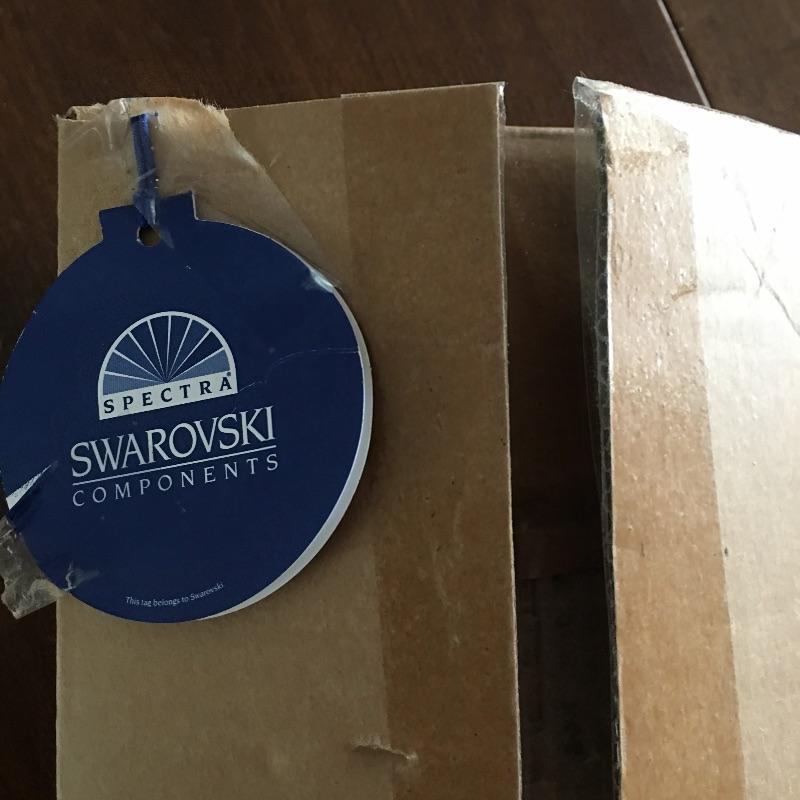 SPECTRA®
SWAROVSKI
COMPONENTS
This tag belongs to Swarovski